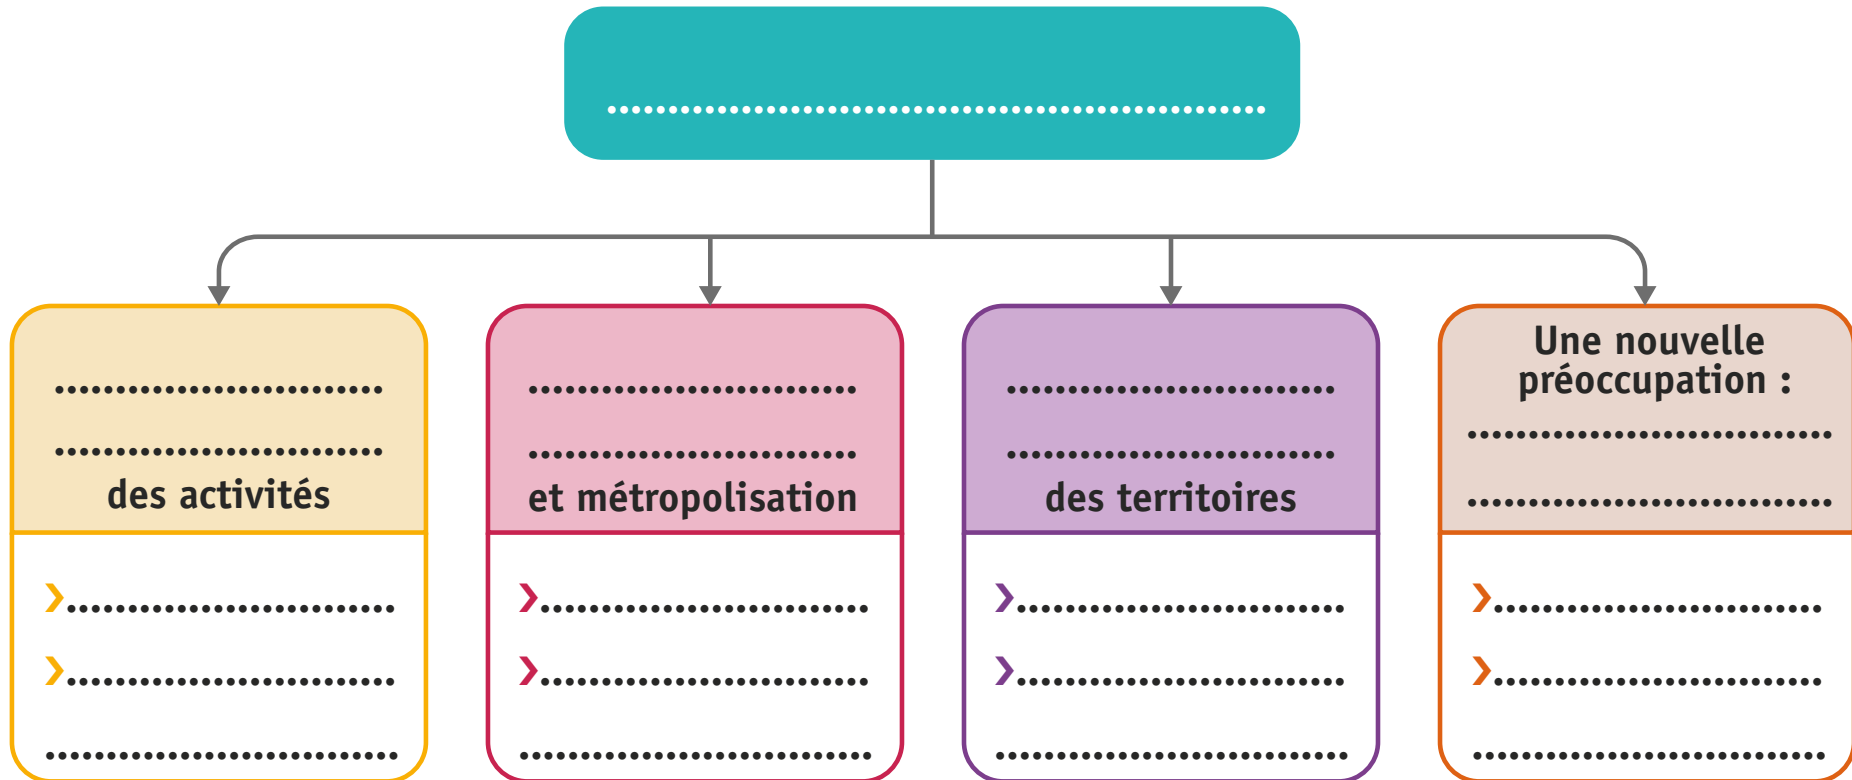 des activités
et métropolisation
des territoires
Une nouvelle
préoccupation :